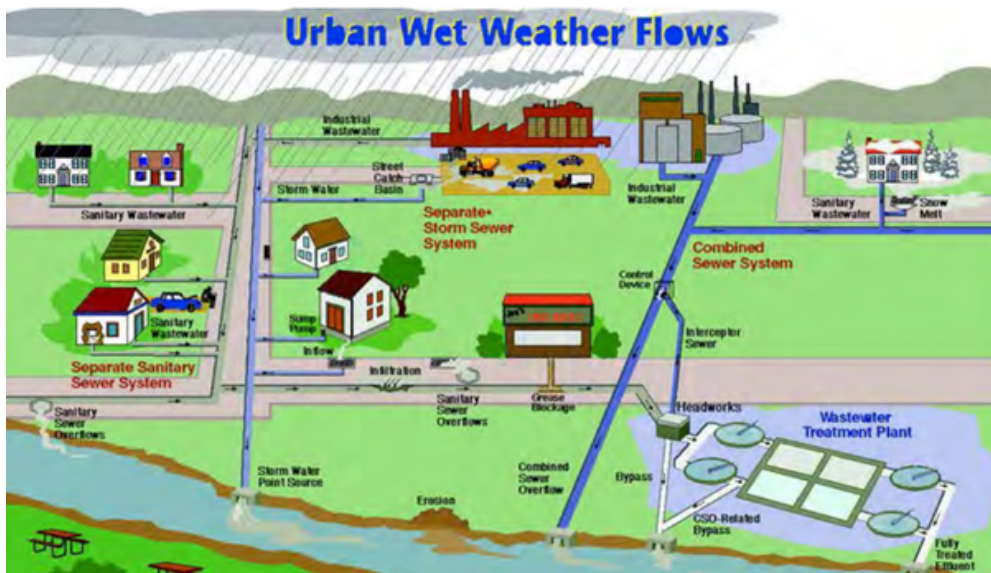 Urban Wet Weather Flows
Industrial
Wastewater
Street
Catch
Basin
Storm Water
Separate
Storm Sewer
System
Industrial
Wastewater
Sanitary
Wastewater
Snow
Melt
Sanitary Wastewater
Combined
Sewer System
Control
Device
Sump
Pump
Sanitary
Wastewater
Inflow
Interceptor
Sewer
Separate Sanitary
Sewer System
Infiltration
Sanitary
Sewer
Overflows
Sanitary
Sewer
Overflows
Grease
Blockage
Headworks
Wastewater
Treatment Plant
Storm Water
Point Source
Erosion
Combined
Sewer
Overflow
Bypass
CSO-Related
Bypass
Fully
Treated
Effluent